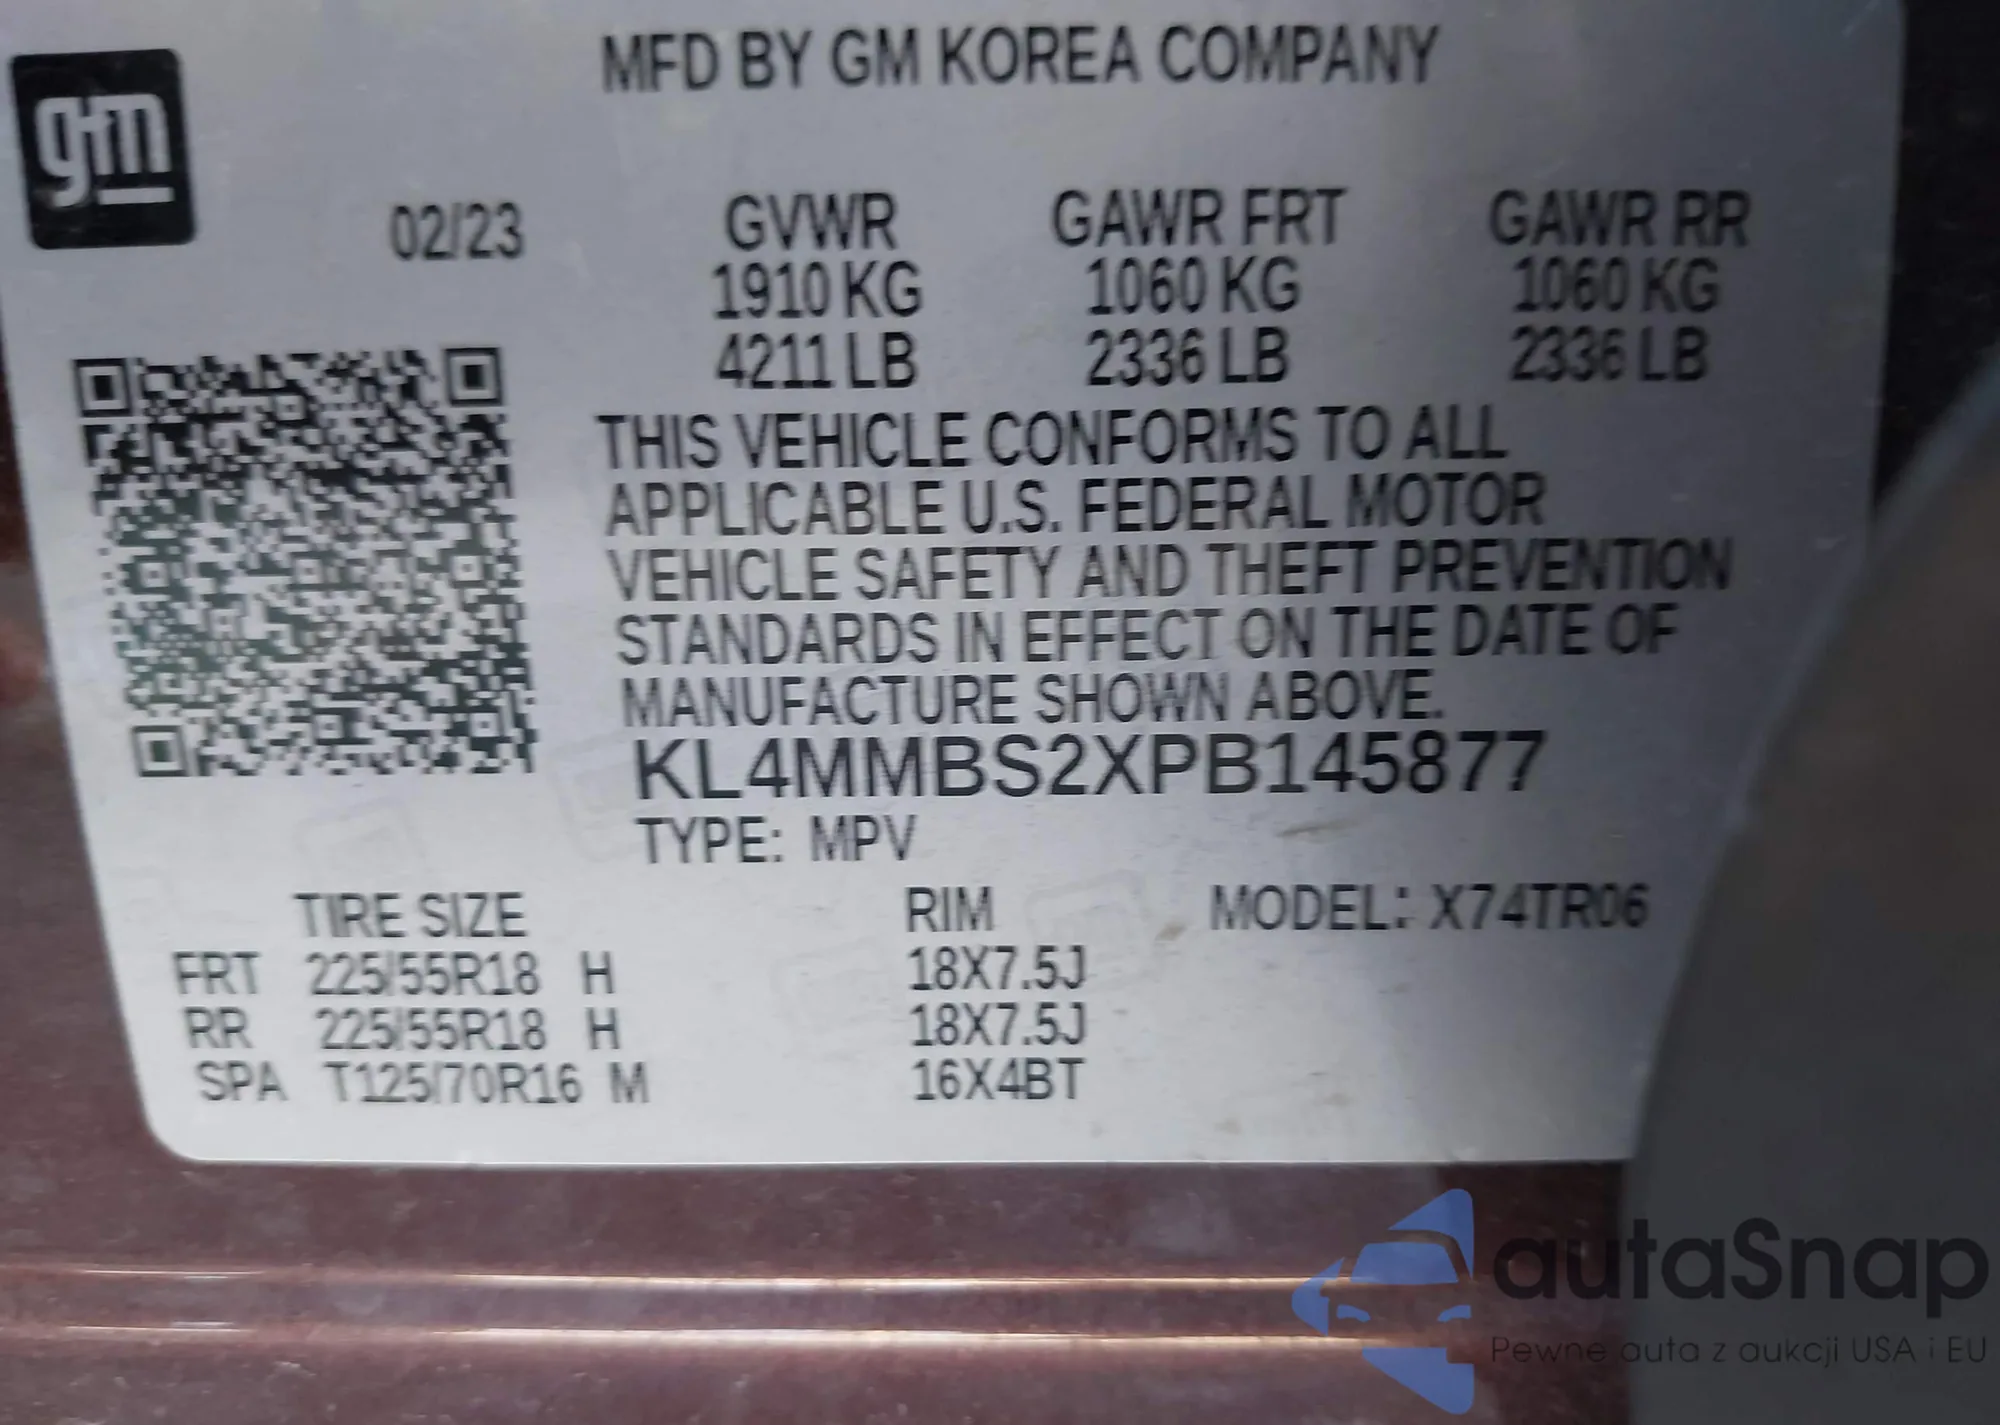 MFD BY GM KOREA COMPANY
gm
02/23 GVWR GAWR FRT GAWR RR
1910 KG 1060 KG 1060 KG
4211 LB 2336 LB 2336 LB
THIS VEHICLE CONFORMS TO ALL
APPLICABLE U.S. FEDERAL MOTOR
VEHICLE SAFETY AND THEFT PREVENTION
STANDARDS IN EFFECT ON THE DATE OF
MANUFACTURE SHOWN ABOVE.
KL4MMBS2XPB145877
TYPE: MPV
TIRE SIZE RIM MODEL: X74TR06
FRT 225/55R18 H 18X7.5J
RR 225/55R18 H 18X7.5J
SPA T125/70R16 M 16X4BT
autaSnap
Pewne auta z aukcji USA i EU